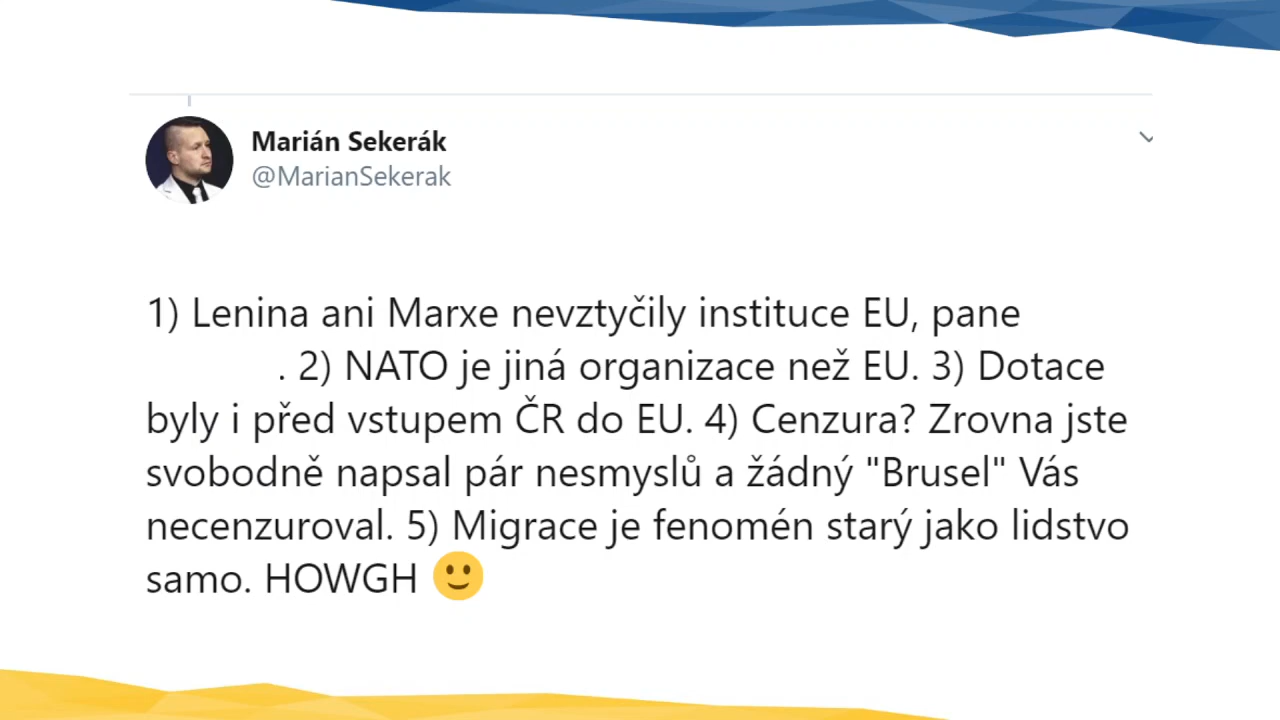 Marián Sekerák
@MarianSekerak
1) Lenina ani Marxe nevztyčily instituce EU, pane
. 2) NATO je jiná organizace než EU. 3) Dotace
byly i před vstupem ČR do EU. 4) Cenzura? Zrovna jste
svobodně napsal pár nesmyslů a žádný "Brusel" Vás
necenzuroval. 5) Migrace je fenomén starý jako lidstvo
samo. HOWGH 🙂